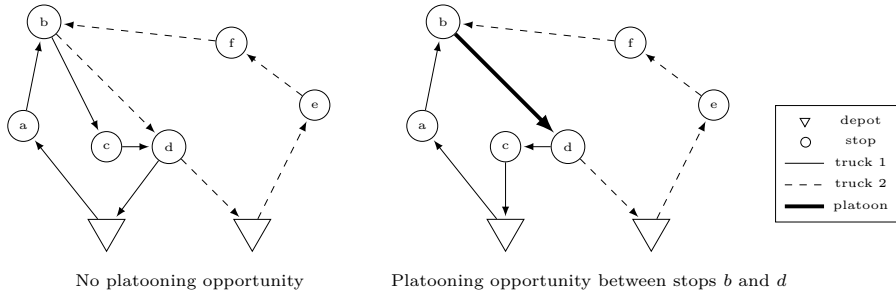 b
f
e
a
c
d
No platooning opportunity
b
f
e
a
c
d
Platooning opportunity between stops b and d
depot
stop
truck 1
truck 2
platoon